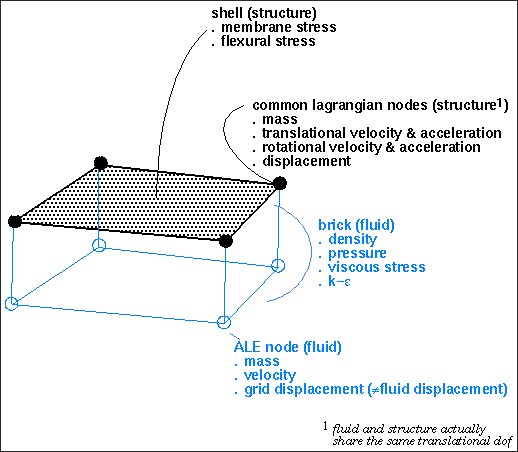 shell (structure)
. membrane stress
. flexural stress
common lagrangian nodes (structure¹)
. mass
. translational velocity & acceleration
. rotational velocity & acceleration
. displacement
brick (fluid)
. density
. pressure
. viscous stress
. k−ε
ALE node (fluid)
. mass
. velocity
. grid displacement (≠fluid displacement)
¹ fluid and structure actually
share the same translational dof